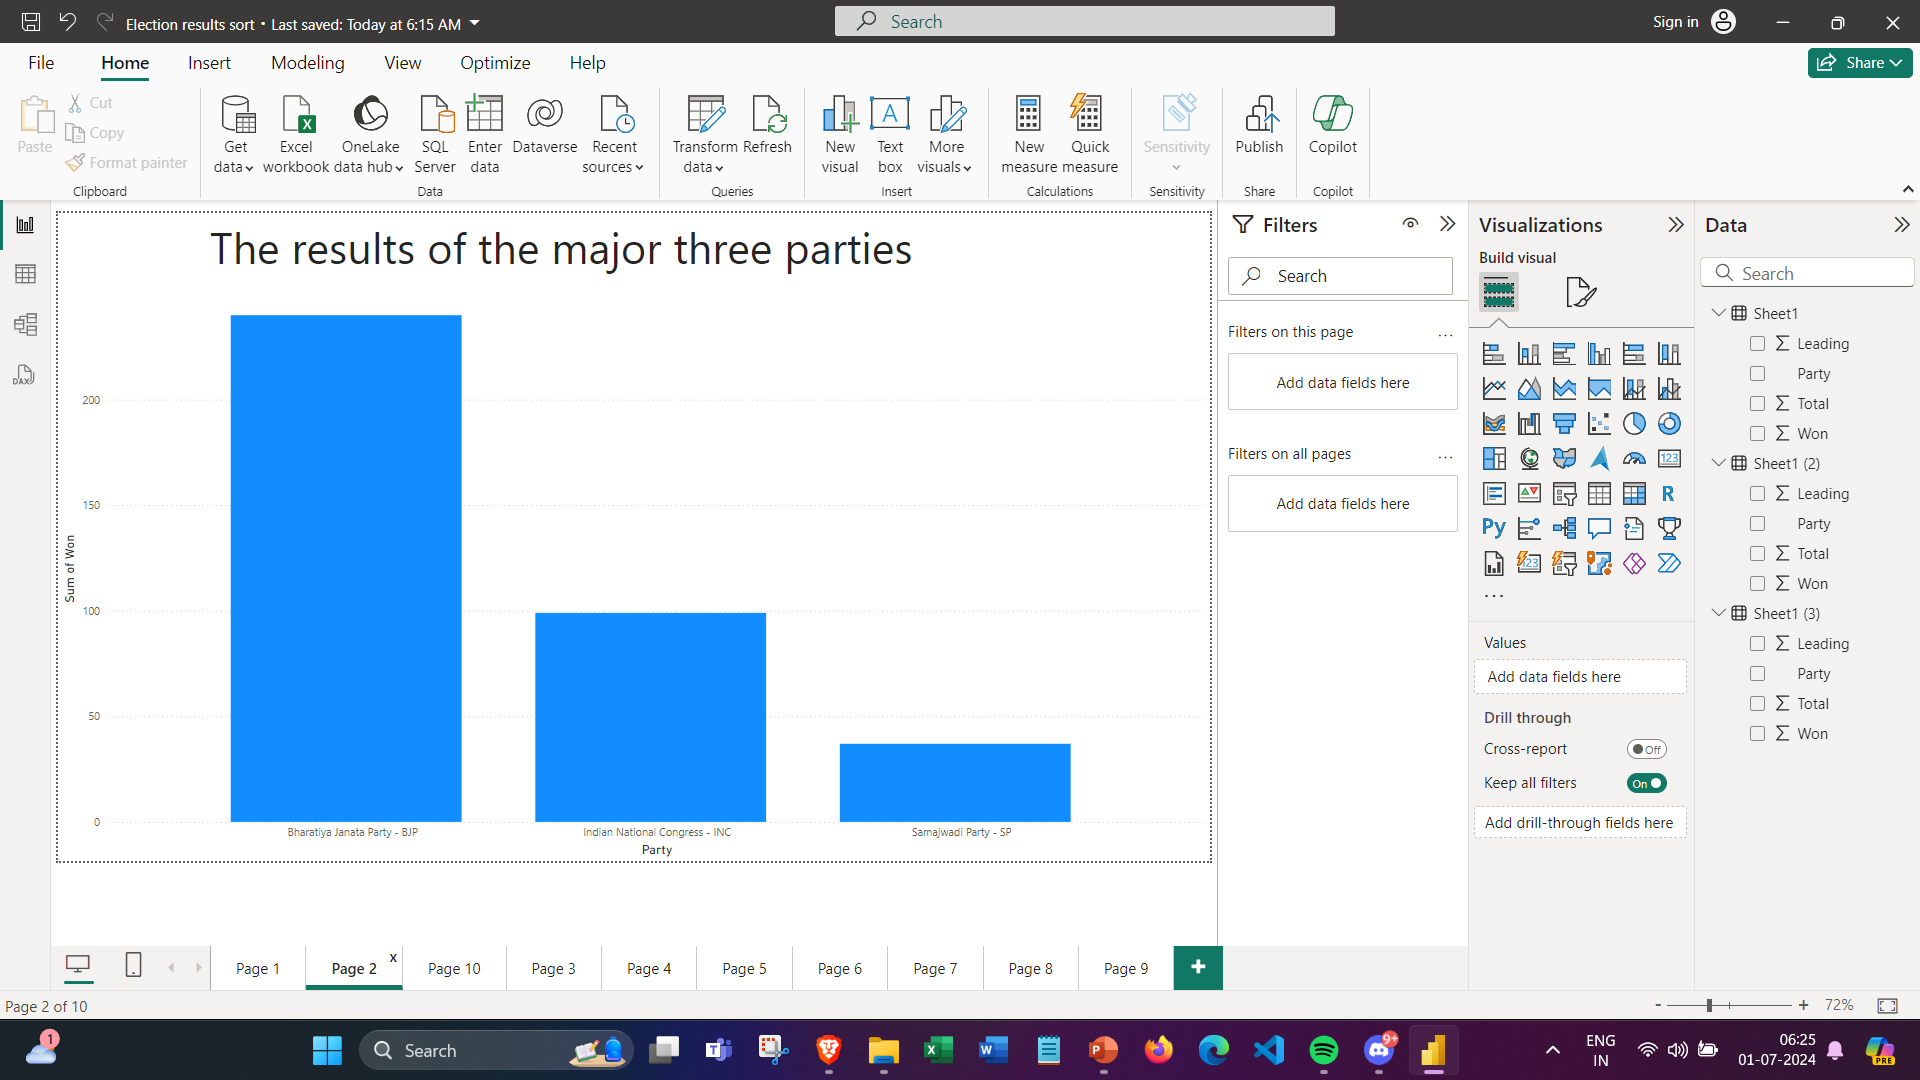 Election results sort • Last saved: Today at 6:15 AM
Search
Sign in
File
Home
Insert
Modeling
View
Optimize
Help
Share
Paste
Cut
Copy
Format painter
Clipboard
Get data
Excel workbook
OneLake data hub
SQL Server
Enter data
Dataverse
Recent sources
Data
Transform data
Refresh
Queries
New visual
Text box
More visuals
Insert
New measure
Quick measure
Calculations
Sensitivity
Sensitivity
Publish
Share
Copilot
Copilot
The results of the major three parties
Sum of Won
200
150
100
50
0
Bharatiya Janata Party - BJP
Indian National Congress - INC
Samajwadi Party - SP
Party
Filters
Search
Filters on this page
...
Add data fields here
Filters on all pages
...
Add data fields here
Visualizations
Build visual
123
R
Py
123
...
Values
Add data fields here
Drill through
Cross-report
Off
Keep all filters
On
Add drill-through fields here
Data
Search
Sheet1
Leading
Party
Total
Won
Sheet1 (2)
Leading
Party
Total
Won
Sheet1 (3)
Leading
Party
Total
Won
DAX
Page 1
Page 2
x
Page 10
Page 3
Page 4
Page 5
Page 6
Page 7
Page 8
Page 9
+
Page 2 of 10
- + 72%
1
Search
9+
ENG
IN
06:25
01-07-2024
PRE